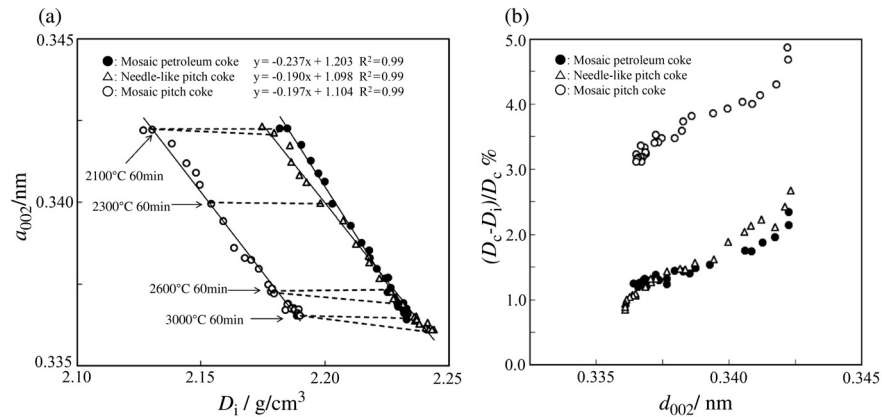 (a)
0.345
●: Mosaic petroleum coke y= -0.237x + 1.203 R²=0.99
△: Needle-like pitch coke y= -0.190x + 1.098 R²=0.99
○: Mosaic pitch coke y= -0.197x + 1.104 R²=0.99
2100°C 60min
0.340
2300°C 60min
a002/nm
2600°C 60min
3000°C 60min
0.335
2.10 2.15 2.20 2.25
Di / g/cm³
(b)
5.0
●: Mosaic petroleum coke
△: Needle-like pitch coke
○: Mosaic pitch coke
4.0
3.0
(Dc-Di)/Dc %
2.0
1.0
0.0
0.335 0.340 0.345
d002/ nm